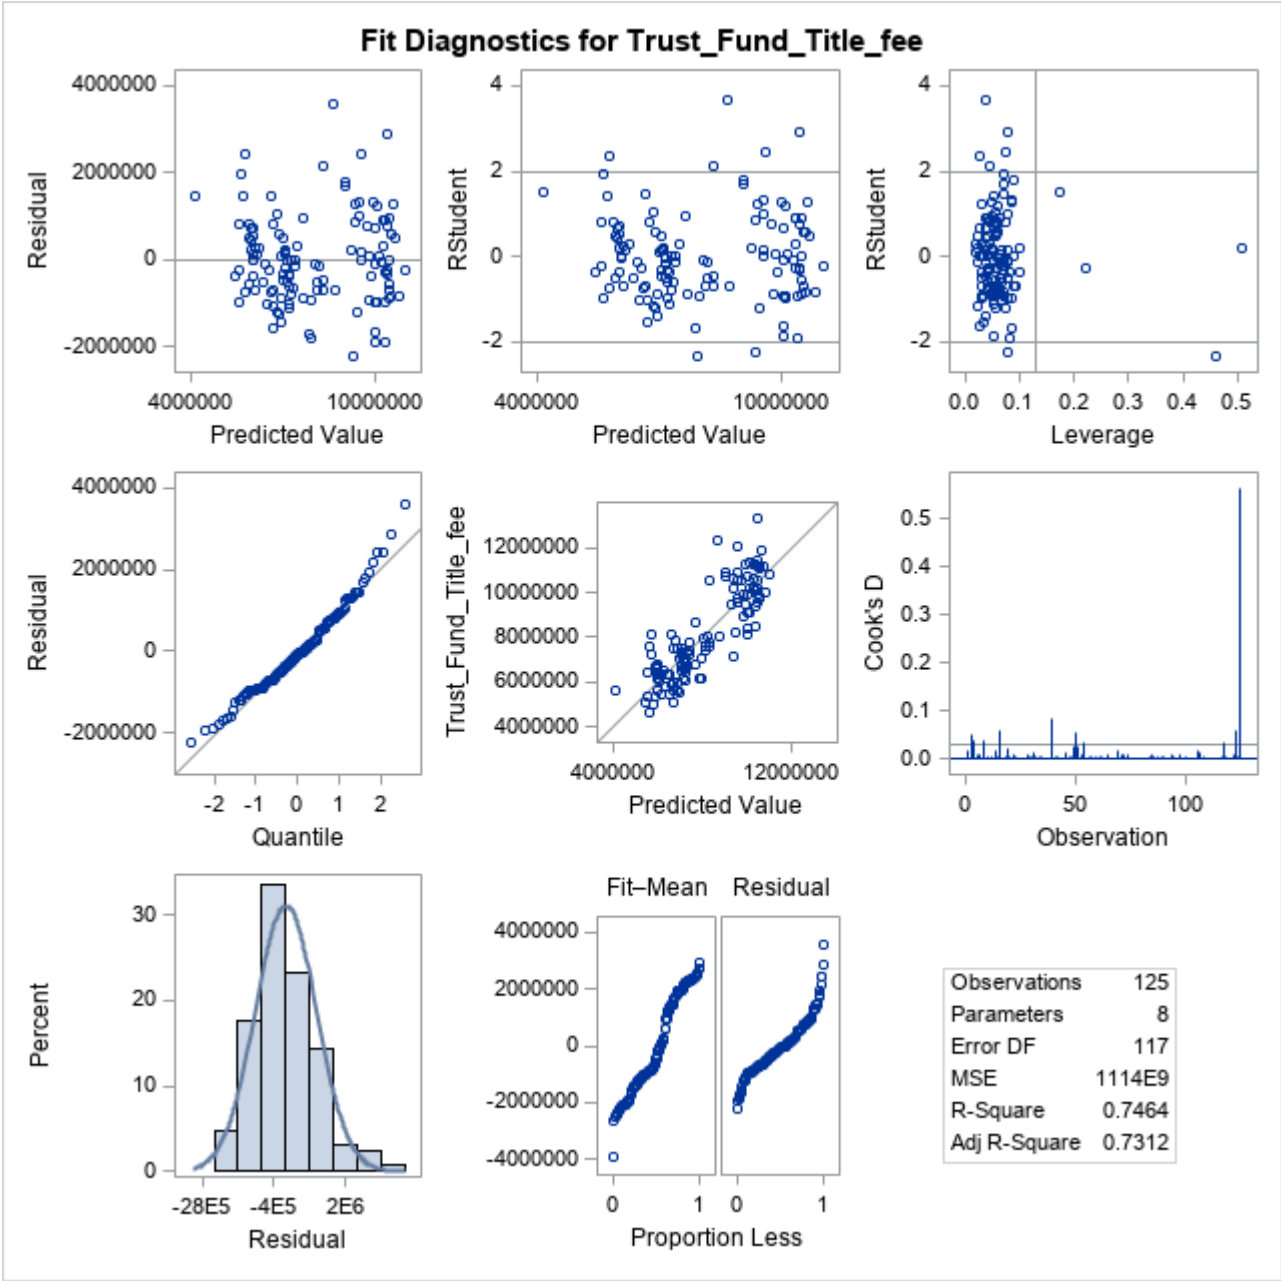 Fit Diagnostics for Trust_Fund_Title_fee
4000000
2000000
0
-2000000
Residual
4000000 10000000
Predicted Value
4
2
0
-2
RStudent
4000000 10000000
Predicted Value
4
2
0
-2
RStudent
0.0 0.1 0.2 0.3 0.4 0.5
Leverage
4000000
2000000
0
-2000000
Residual
-2 -1 0 1 2
Quantile
12000000
10000000
8000000
6000000
4000000
Trust_Fund_Title_fee
4000000 12000000
Predicted Value
0.5
0.4
0.3
0.2
0.1
0.0
Cook's D
0 50 100
Observation
30
20
10
0
Percent
-28E5 -4E5 2E6
Residual
Fit–Mean Residual
4000000
2000000
0
-2000000
-4000000
0 1 0 1
Proportion Less
Observations 125
Parameters 8
Error DF 117
MSE 1114E9
R-Square 0.7464
Adj R-Square 0.7312